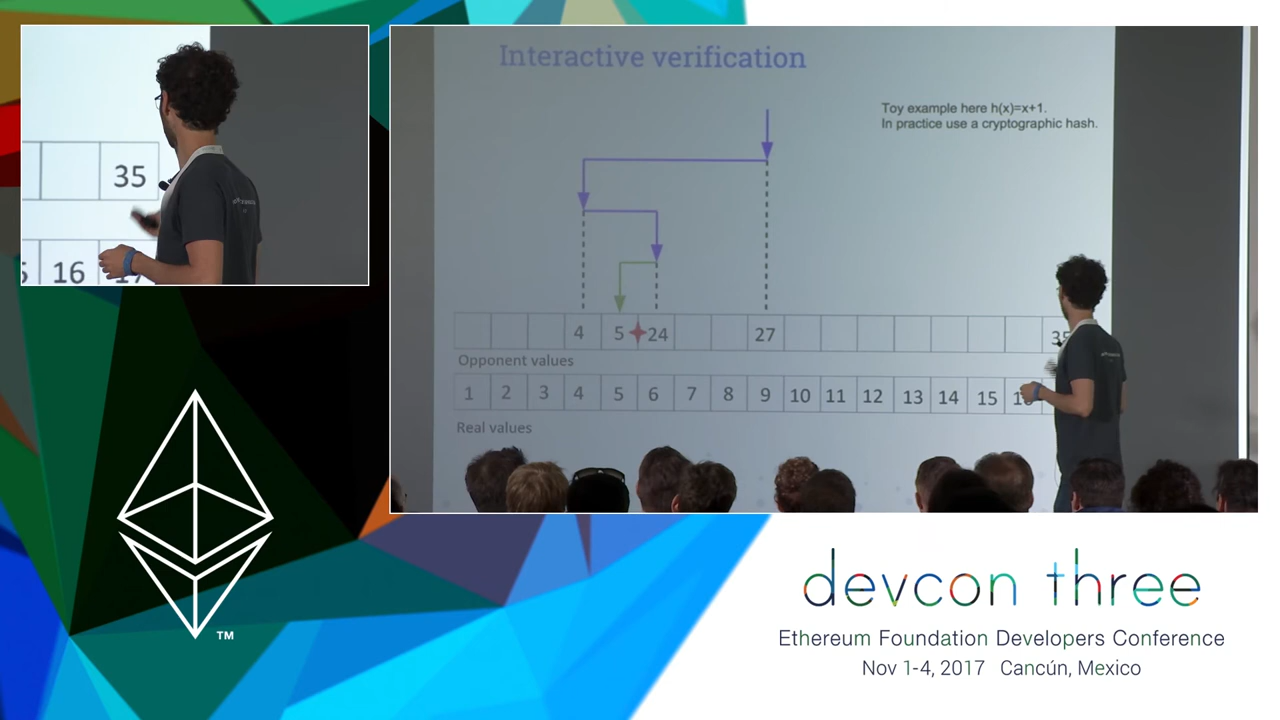 35
16 17
Interactive verification
Toy example here h(x)=x+1.
In practice use a cryptographic hash.
4 5 24 27 35
Opponent values
1 2 3 4 5 6 7 8 9 10 11 12 13 14 15
Real values
TM
devcon three
Ethereum Foundation Developers Conference
Nov 1-4, 2017 Cancún, Mexico